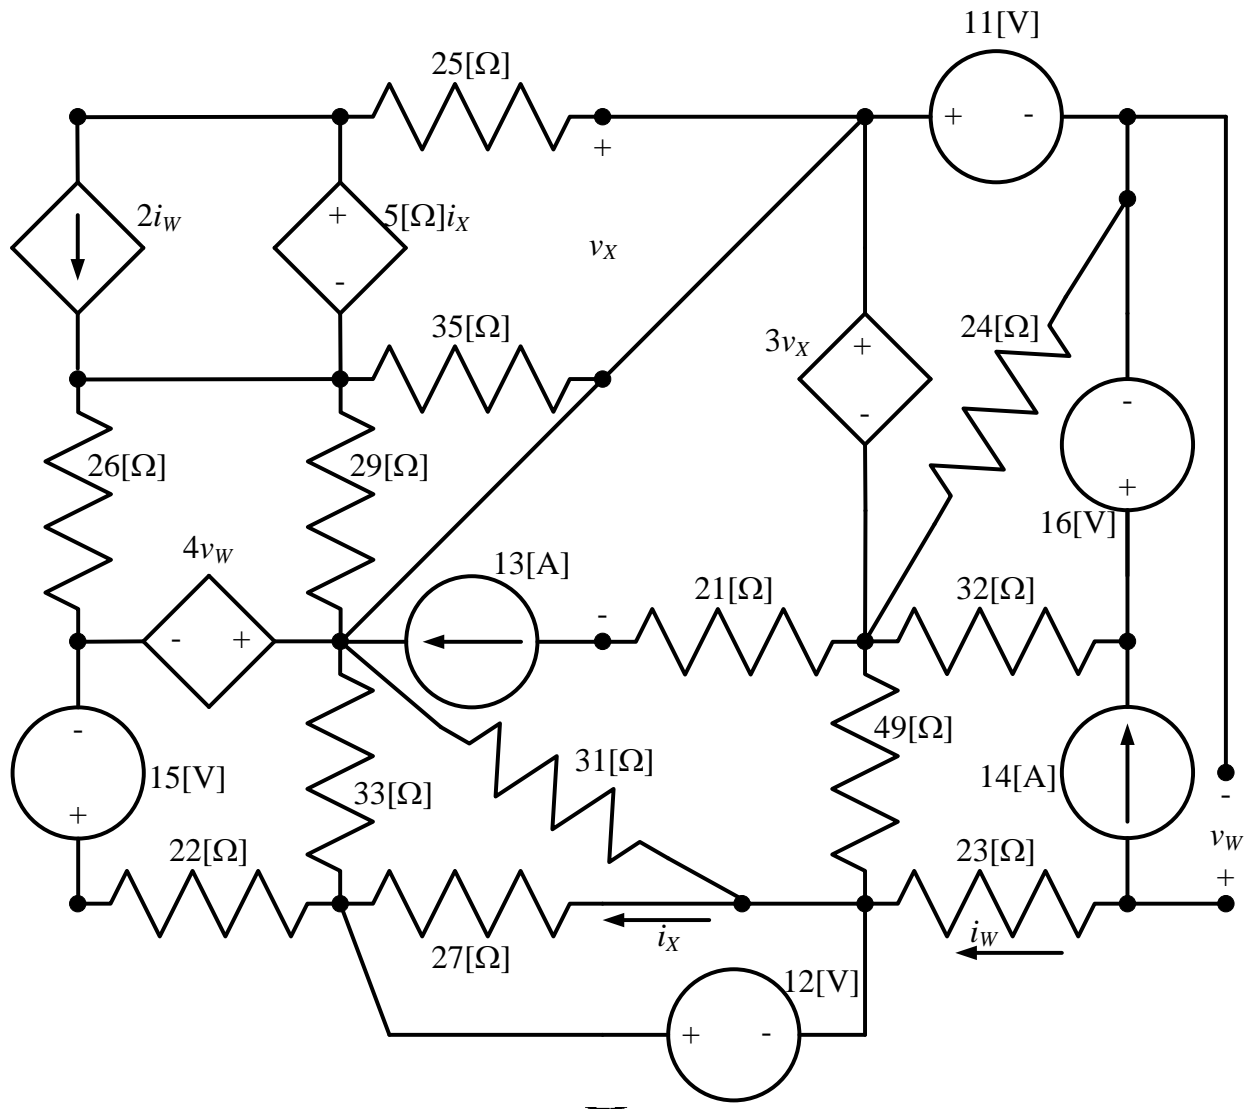 11[V]
25[Ω]
+ -
+
2iW
+
5[Ω]iX
-
vX
35[Ω]
24[Ω]
3vX
+
-
-
+
16[V]
26[Ω]
29[Ω]
4vW
- +
13[A]
-
21[Ω]
32[Ω]
49[Ω]
31[Ω]
-
15[V]
+
33[Ω]
14[A]
-
vW
+
22[Ω]
23[Ω]
iX
iW
27[Ω]
12[V]
+ -